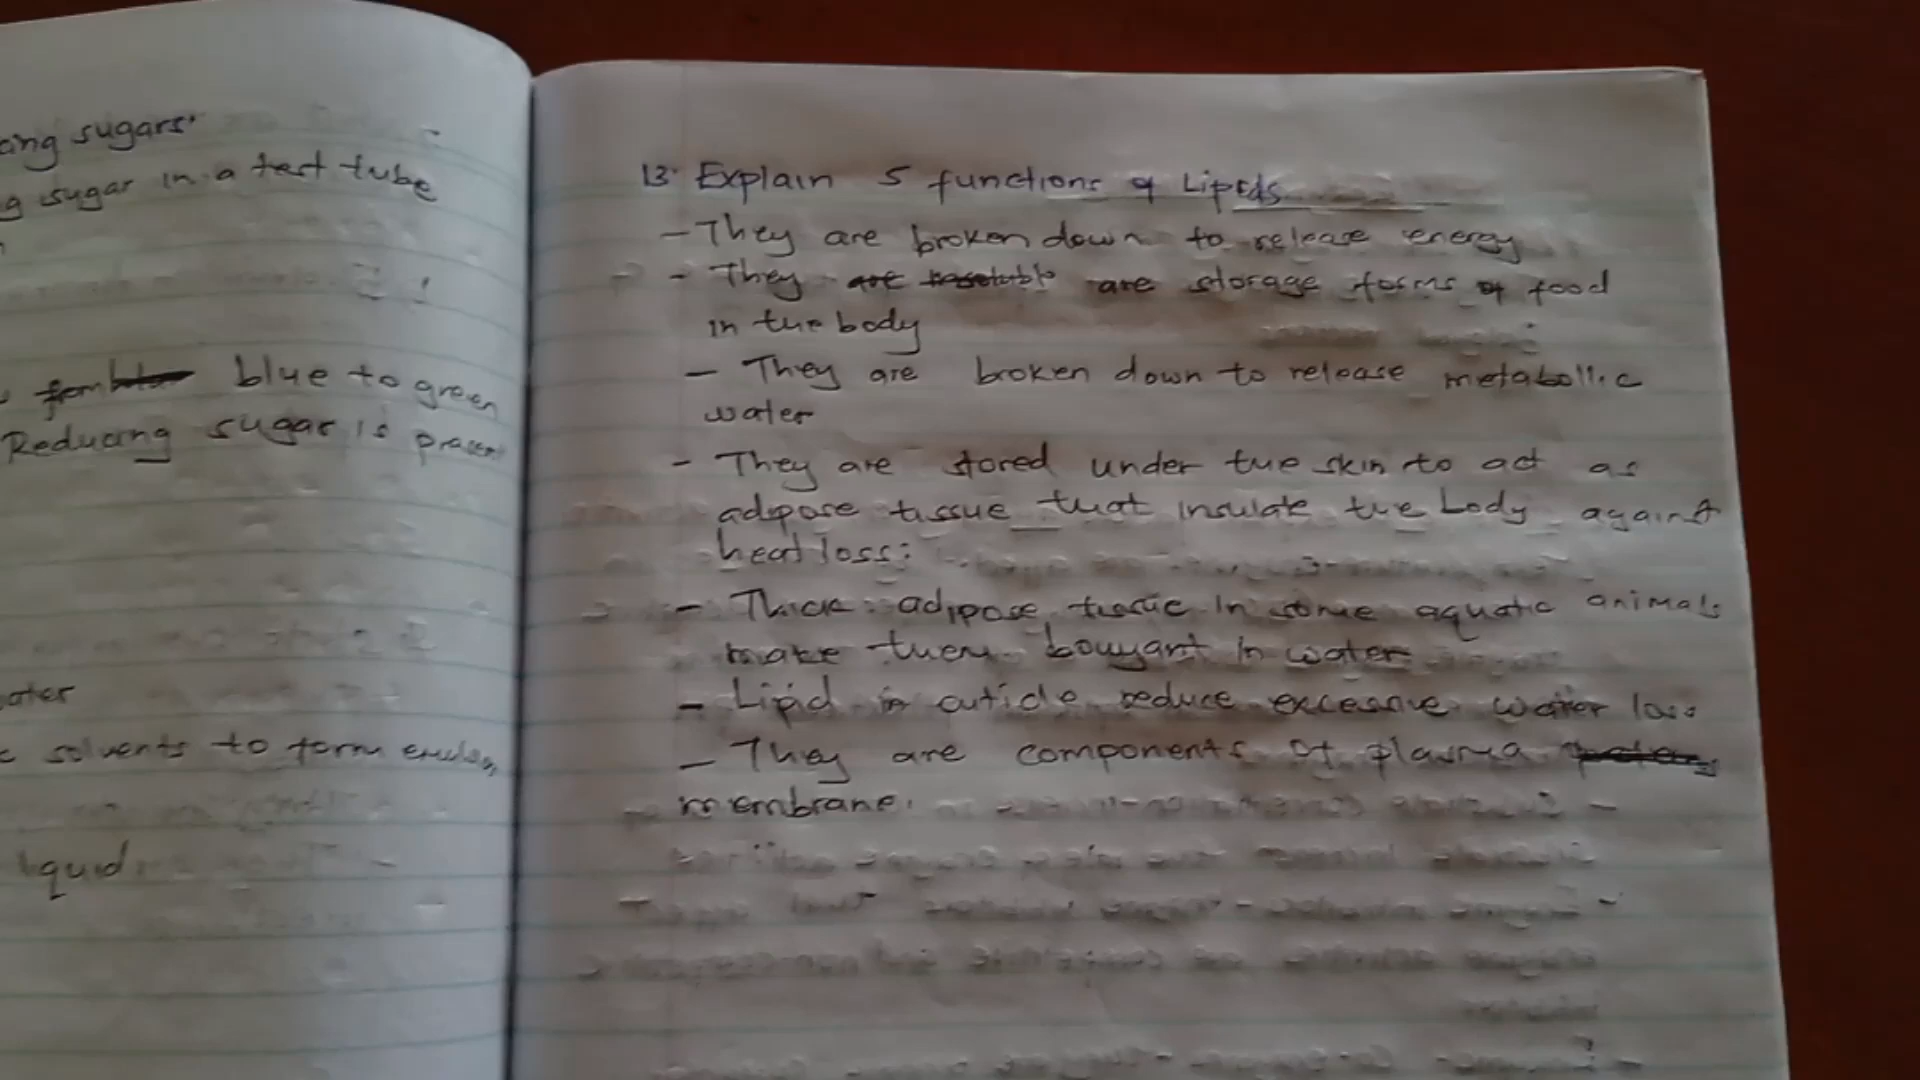 cing sugars
g sugar in a test tube
blue to green
Reducing sugar is present
ater
c solvents to form
liquid.
13. Explain 5 functions of Lipids
- They are broken down to release energy
- They are are storage forms of food
in the body
- They are broken down to release metabolic
water
- They are stored under the skin to act as
adipose tissue that insulate the body against
heat loss:
- Thick adipose tissue in some aquatic animals
make them bouyant in water
- Lipid in cuticle reduce excessive water loss
- They are components of plasma
membrane.